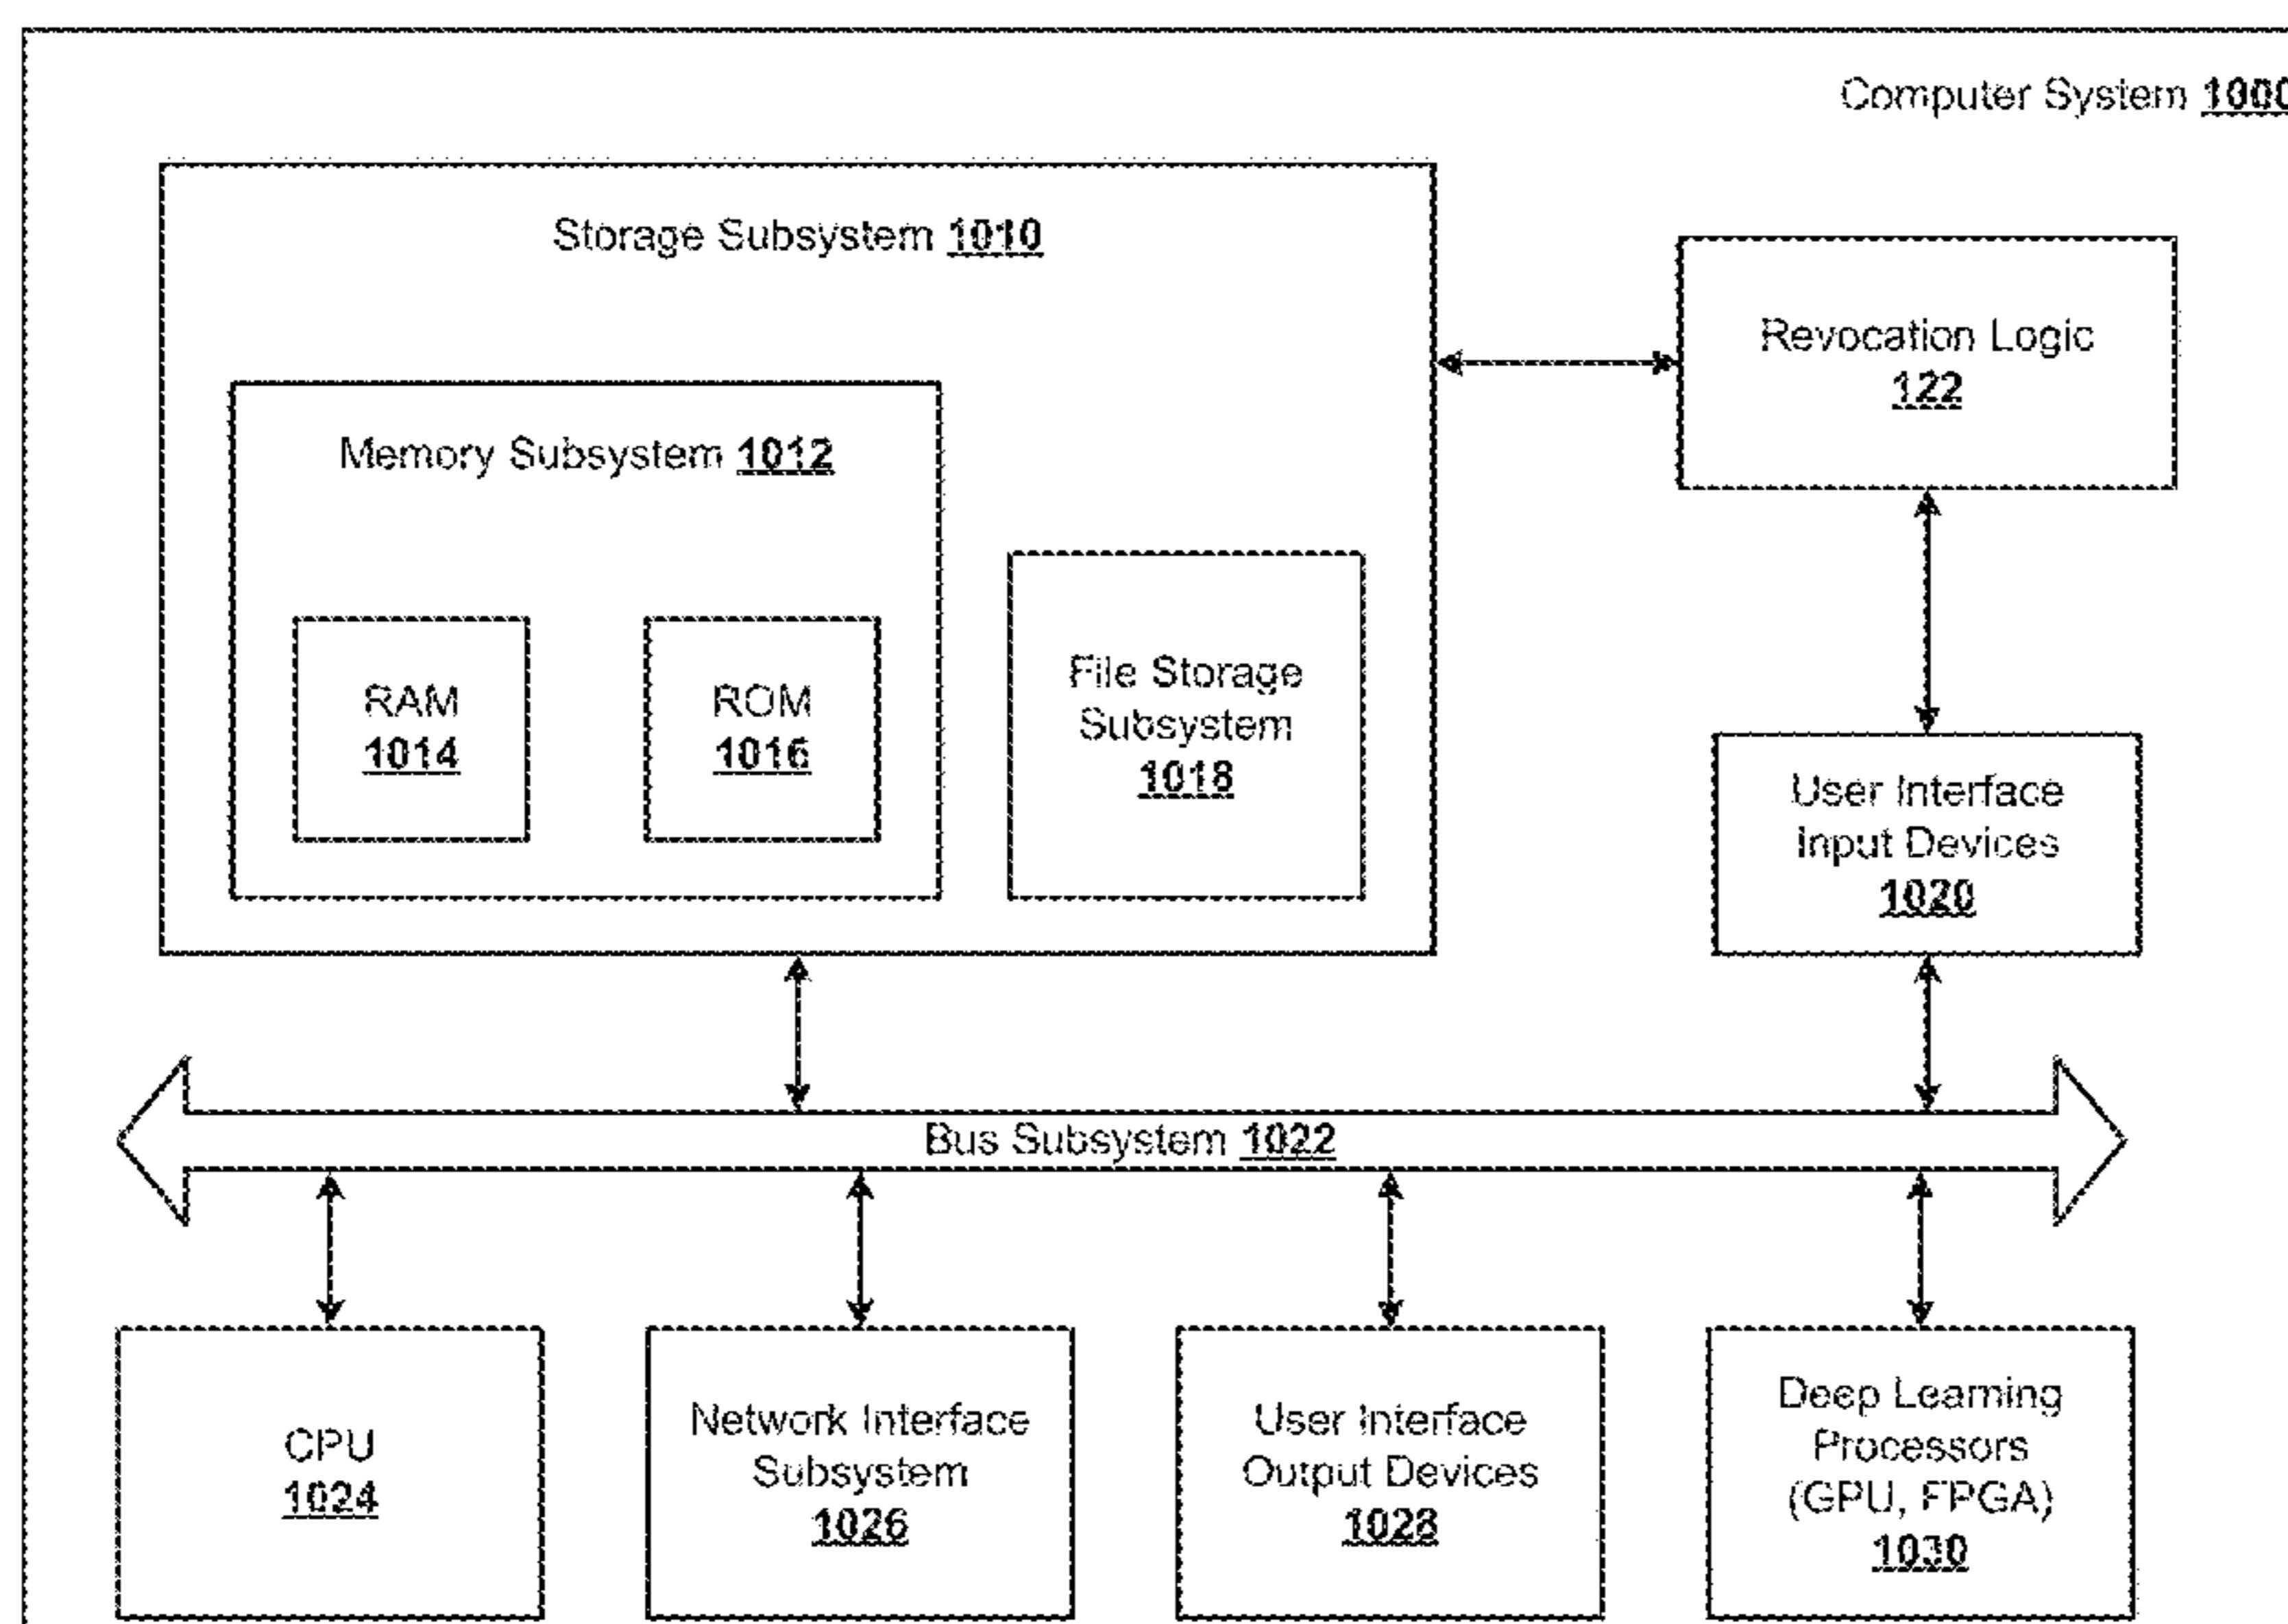 Computer System 1000
Storage Subsystem 1010
Revocation Logic
122
Memory Subsystem 1012
RAM
1014
ROM
1016
File Storage
Subsystem
1018
User Interface
Input Devices
1020
Bus Subsystem 1022
CPU
1024
Network Interface
Subsystem
1026
User Interface
Output Devices
1028
Deep Learning
Processors
(GPU, FPGA)
1030